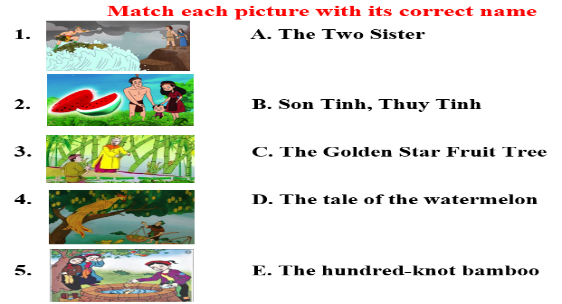 Match each picture with its correct name
1. A. The Two Sister
2. B. Son Tinh, Thuy Tinh
3. C. The Golden Star Fruit Tree
4. D. The tale of the watermelon
5. E. The hundred-knot bamboo